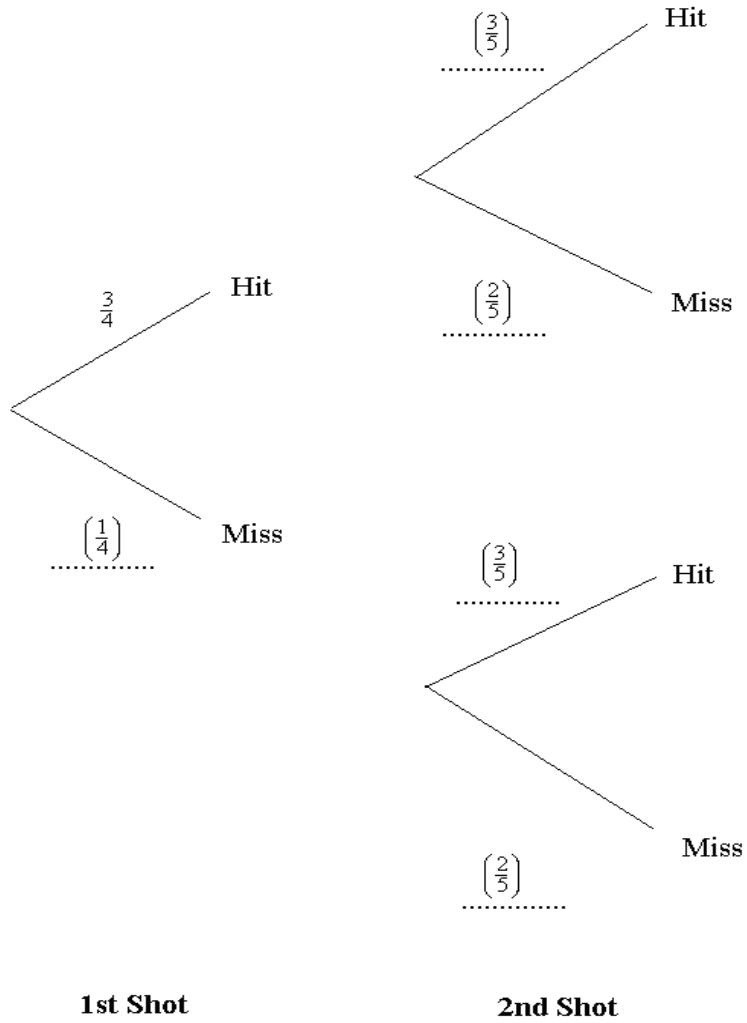 (3/5)
Hit
(2/5)
Miss
3/4
Hit
(1/4)
Miss
(3/5)
Hit
(2/5)
Miss
1st Shot 2nd Shot